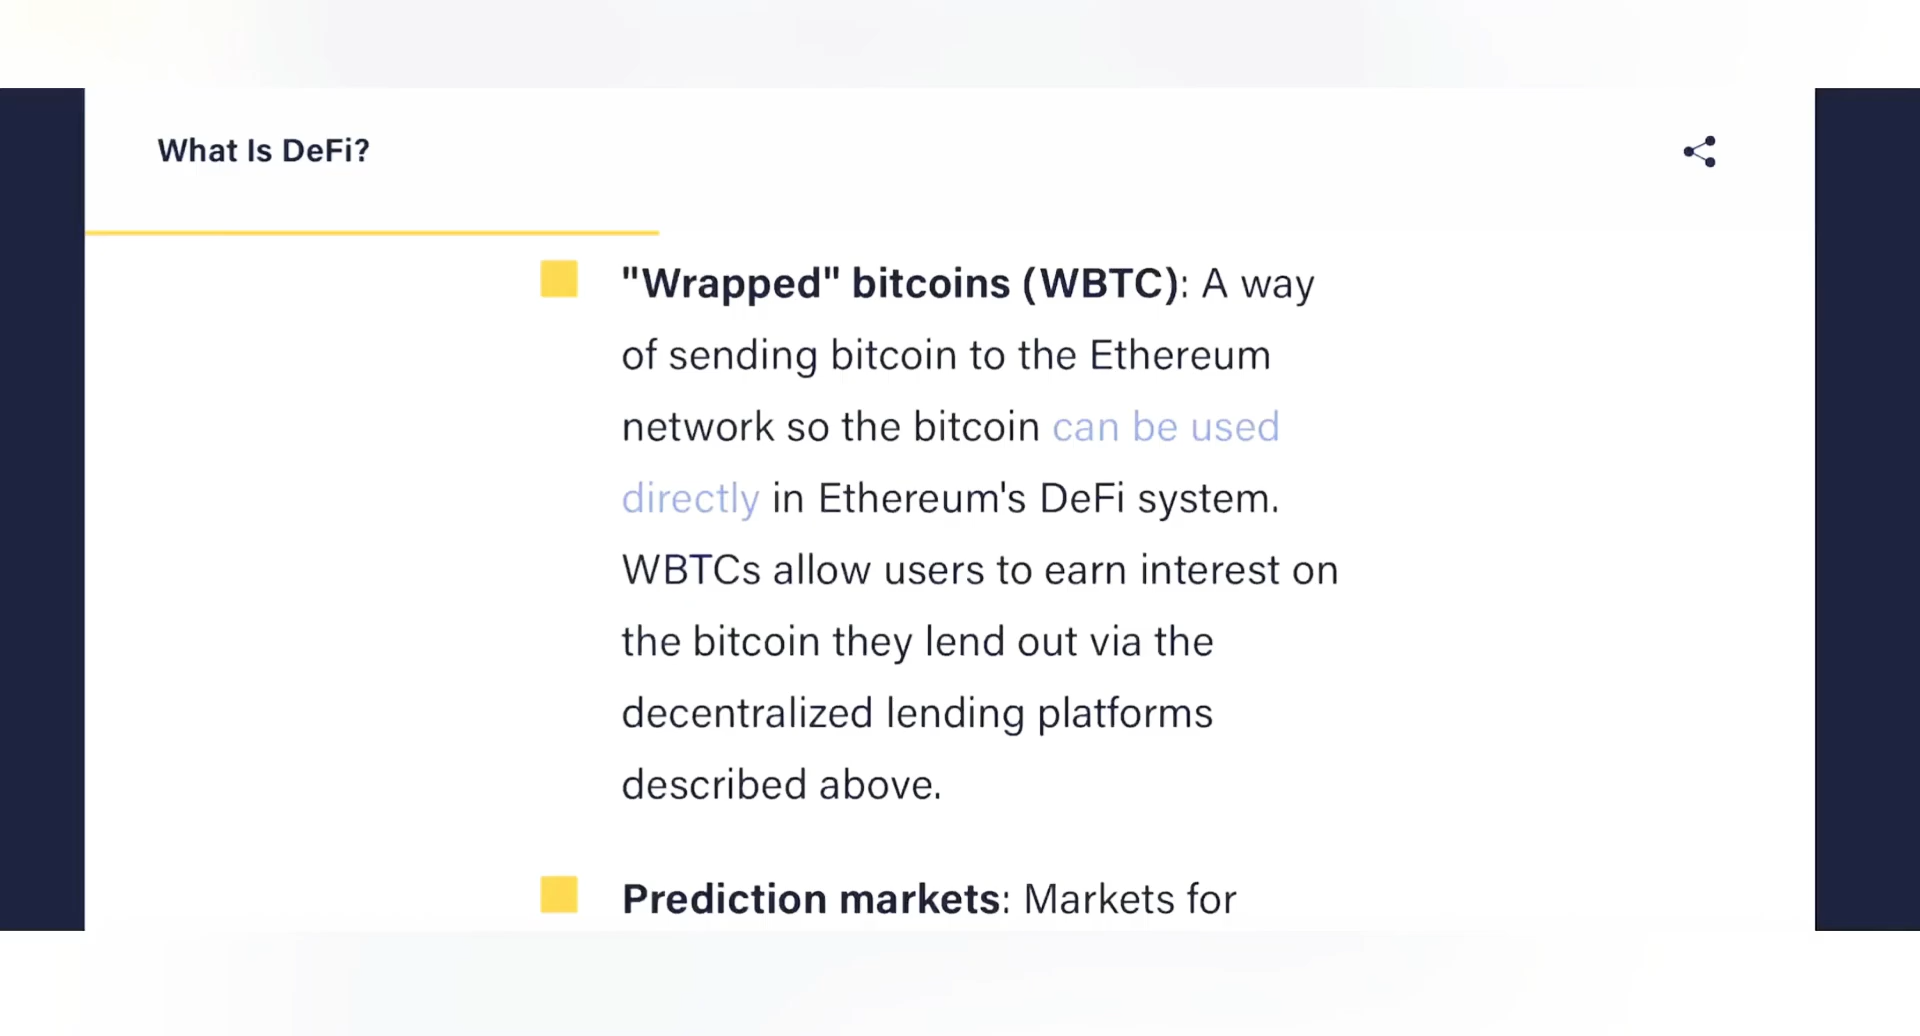 What Is DeFi?
"Wrapped" bitcoins (WBTC): A way
of sending bitcoin to the Ethereum
network so the bitcoin can be used
directly in Ethereum's DeFi system.
WBTCs allow users to earn interest on
the bitcoin they lend out via the
decentralized lending platforms
described above.
Prediction markets: Markets for